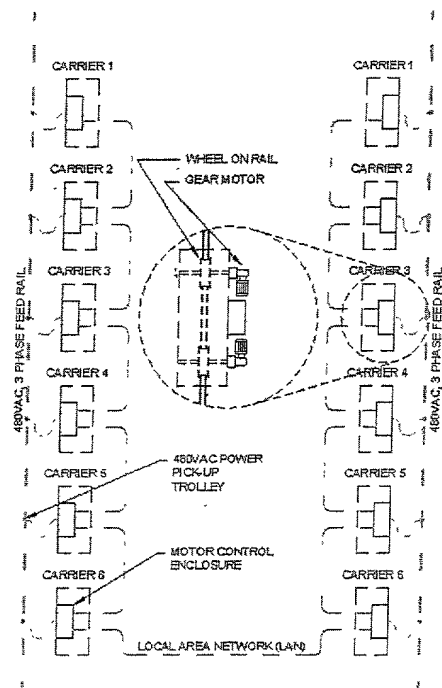 CARRIER 1
CARRIER 1
CARRIER 2
WHEEL ON RAIL
GEAR MOTOR
CARRIER 2
CARRIER 3
CARRIER 3
480VAC, 3 PHASE FEED RAIL
480VAC, 3 PHASE FEED RAIL
CARRIER 4
CARRIER 4
CARRIER 5
480VAC POWER
PICK-UP
TROLLEY
CARRIER 5
MOTOR CONTROL
ENCLOSURE
CARRIER 6
CARRIER 6
LOCAL AREA NETWORK (LAN)